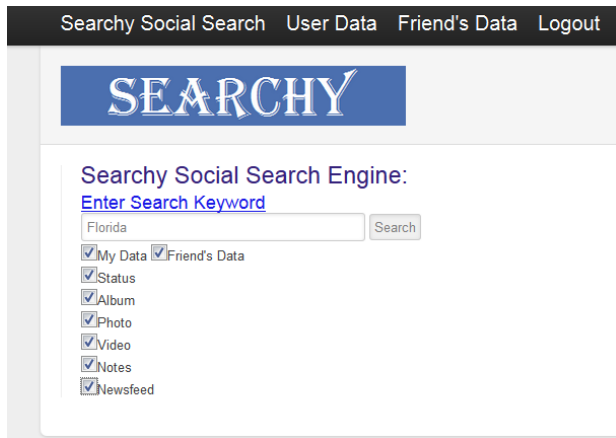 Searchy Social Search User Data Friend's Data Logout
SEARCHY
Searchy Social Search Engine:
Enter Search Keyword
Florida Search
My Data Friend's Data
Status
Album
Photo
Video
Notes
Newsfeed